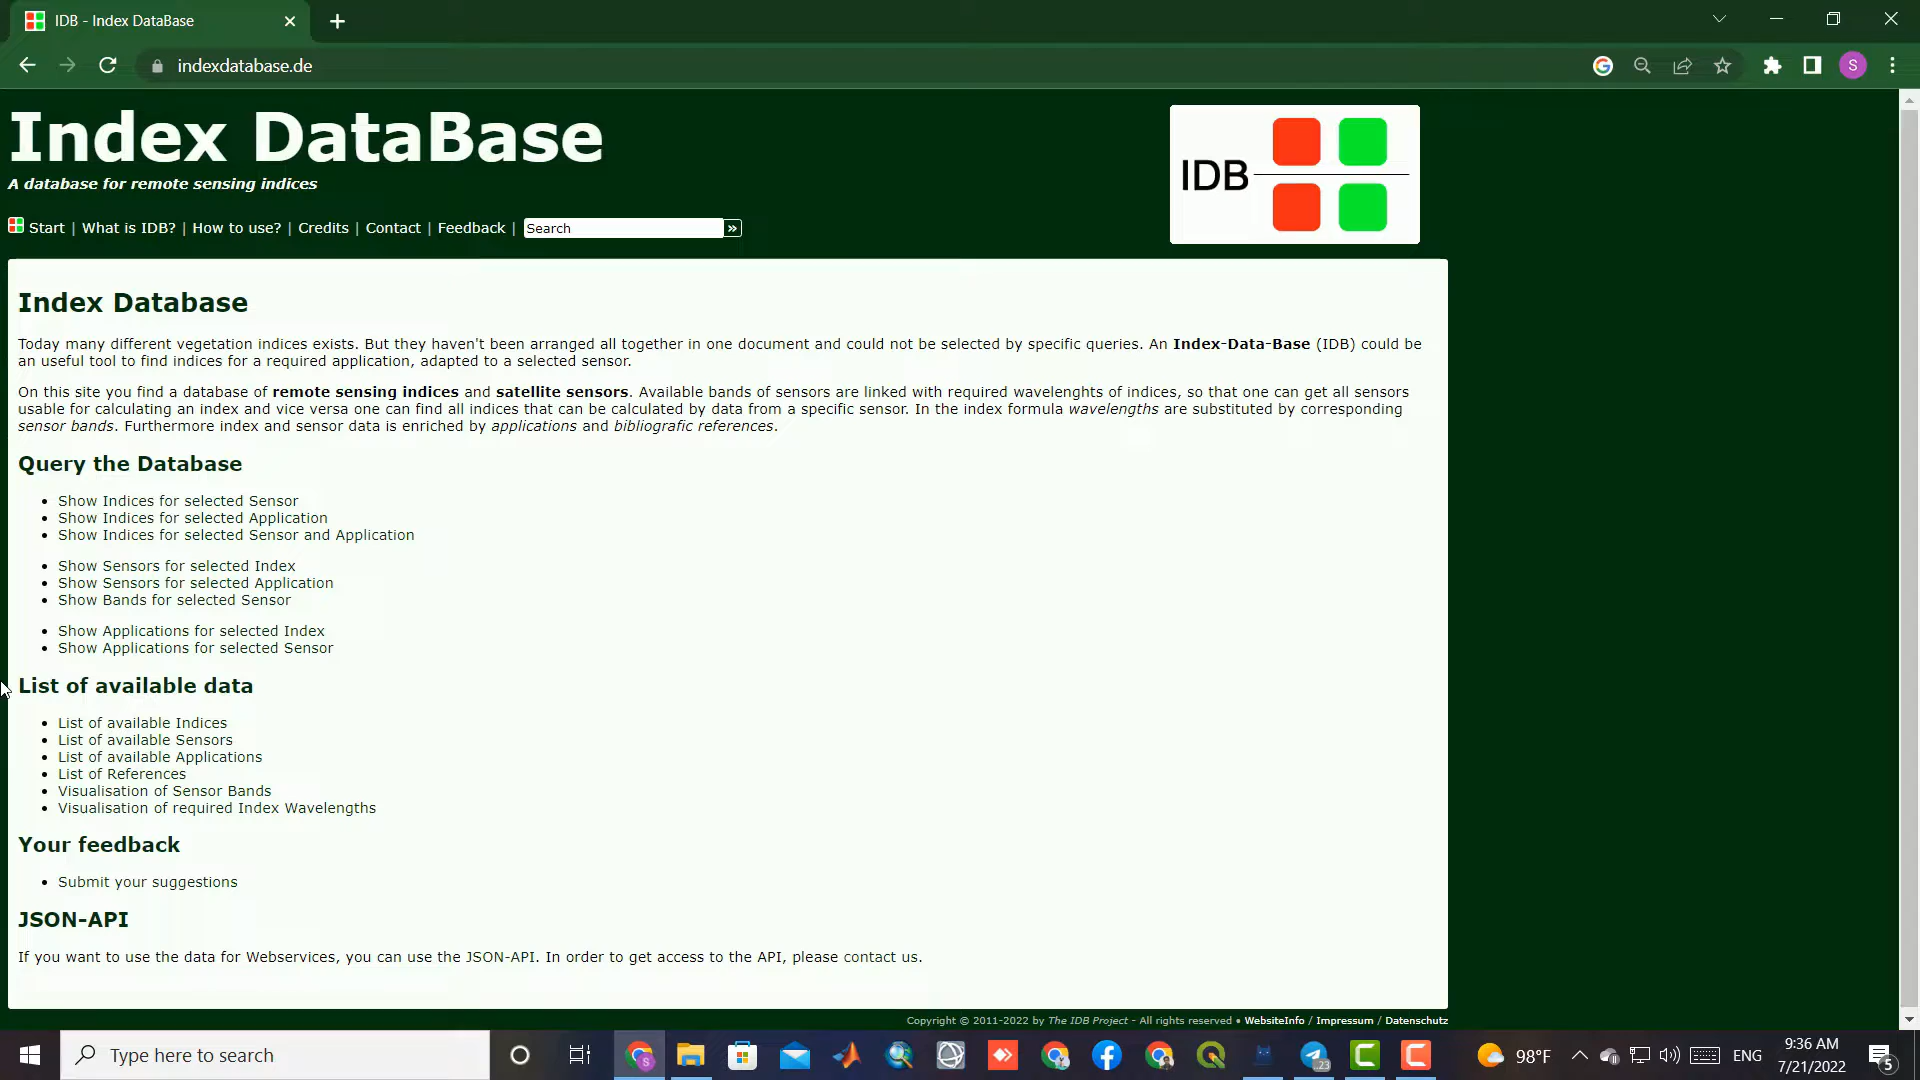 IDB - Index DataBase
indexdatabase.de
S
Index DataBase
A database for remote sensing indices
IDB
Start | What is IDB? | How to use? | Credits | Contact | Feedback | Search »
Index Database
Today many different vegetation indices exists. But they haven't been arranged all together in one document and could not be selected by specific queries. An Index-Data-Base (IDB) could be
an useful tool to find indices for a required application, adapted to a selected sensor.
On this site you find a database of remote sensing indices and satellite sensors. Available bands of sensors are linked with required wavelenghts of indices, so that one can get all sensors
usable for calculating an index and vice versa one can find all indices that can be calculated by data from a specific sensor. In the index formula wavelengths are substituted by corresponding
sensor bands. Furthermore index and sensor data is enriched by applications and bibliografic references.
Query the Database
Show Indices for selected Sensor
Show Indices for selected Application
Show Indices for selected Sensor and Application
Show Sensors for selected Index
Show Sensors for selected Application
Show Bands for selected Sensor
Show Applications for selected Index
Show Applications for selected Sensor
List of available data
List of available Indices
List of available Sensors
List of available Applications
List of References
Visualisation of Sensor Bands
Visualisation of required Index Wavelengths
Your feedback
Submit your suggestions
JSON-API
If you want to use the data for Webservices, you can use the JSON-API. In order to get access to the API, please contact us.
Copyright © 2011-2022 by The IDB Project - All rights reserved • WebsiteInfo / Impressum / Datenschutz
Type here to search
23
98°F
ENG
9:36 AM
7/21/2022
5